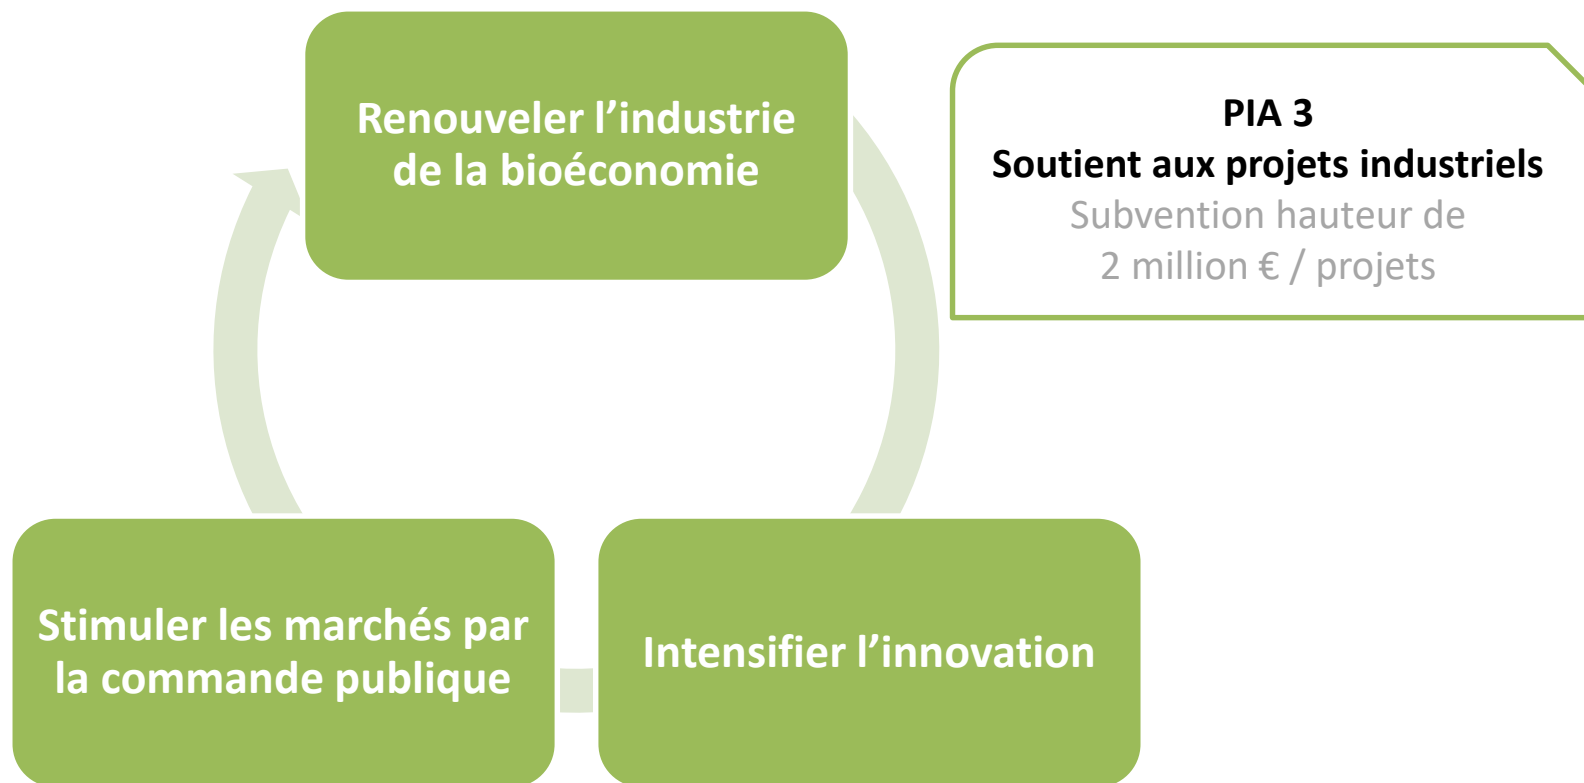 Renouveler l’industrie
de la bioéconomie
PIA 3
Soutient aux projets industriels
Subvention hauteur de
2 million € / projets
Stimuler les marchés par
la commande publique
Intensifier l’innovation